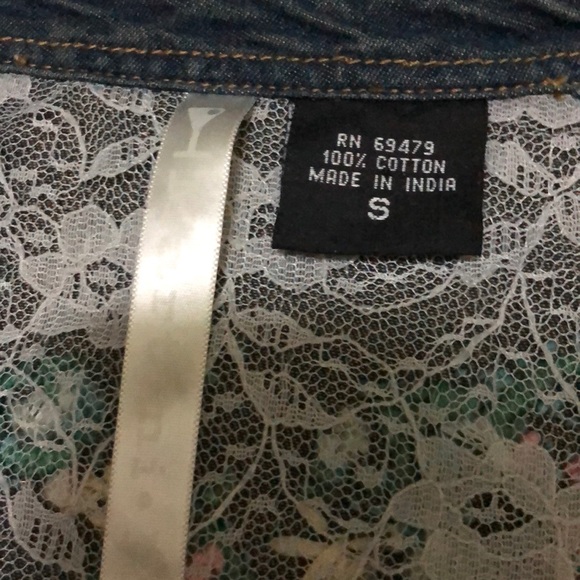 RN 69479
100% COTTON
MADE IN INDIA
S